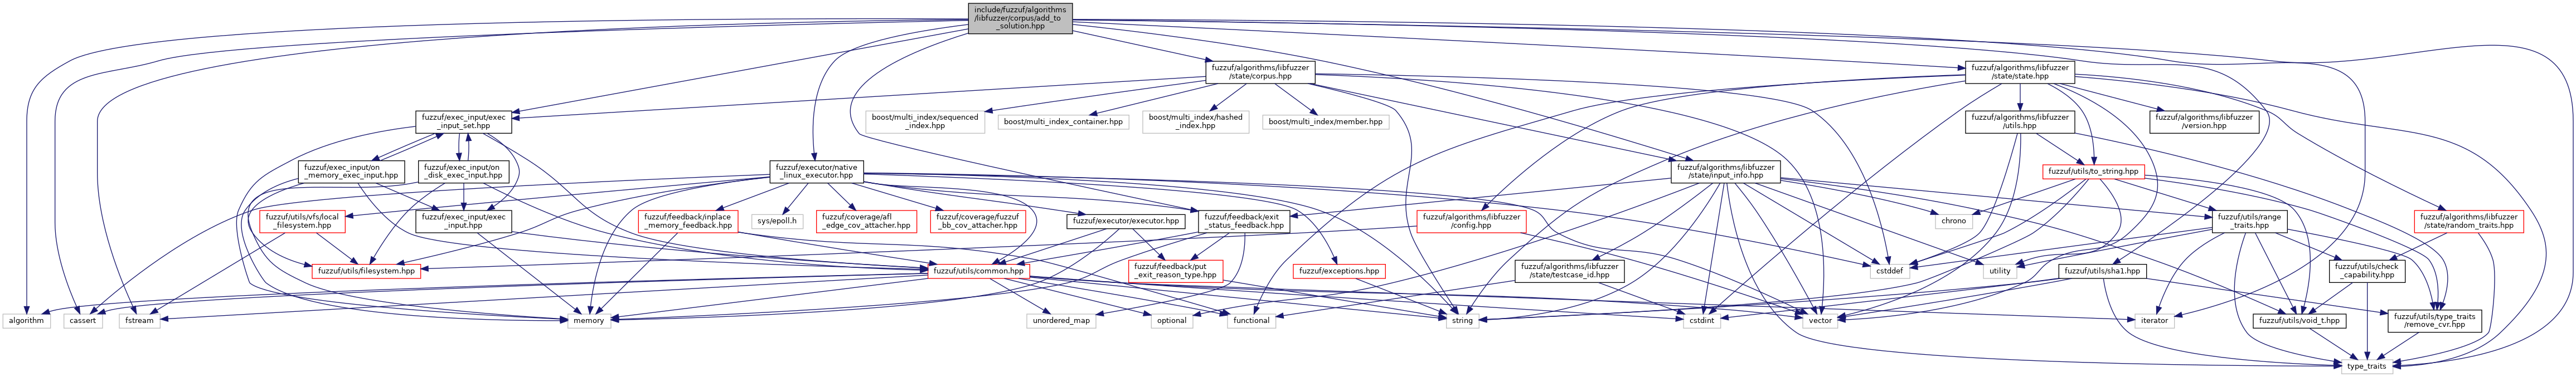 include/fuzzuf/algorithms
/libfuzzer/corpus/add_to
_solution.hpp
fuzzuf/algorithms/libfuzzer
/state/corpus.hpp
fuzzuf/algorithms/libfuzzer
/state/state.hpp
fuzzuf/exec_input/exec
_input_set.hpp
boost/multi_index/sequenced
_index.hpp
boost/multi_index_container.hpp
boost/multi_index/hashed
_index.hpp
boost/multi_index/member.hpp
fuzzuf/algorithms/libfuzzer
/utils.hpp
fuzzuf/algorithms/libfuzzer
/version.hpp
fuzzuf/exec_input/on
_memory_exec_input.hpp
fuzzuf/exec_input/on
_disk_exec_input.hpp
fuzzuf/executor/native
_linux_executor.hpp
fuzzuf/algorithms/libfuzzer
/state/input_info.hpp
fuzzuf/utils/to_string.hpp
fuzzuf/utils/vfs/local
_filesystem.hpp
fuzzuf/exec_input/exec
_input.hpp
fuzzuf/feedback/inplace
_memory_feedback.hpp
sys/epoll.h
fuzzuf/coverage/afl
_edge_cov_attacher.hpp
fuzzuf/coverage/fuzzuf
_bb_cov_attacher.hpp
fuzzuf/executor/executor.hpp
fuzzuf/feedback/exit
_status_feedback.hpp
fuzzuf/algorithms/libfuzzer
/config.hpp
chrono
fuzzuf/utils/range
_traits.hpp
fuzzuf/algorithms/libfuzzer
/state/random_traits.hpp
fuzzuf/utils/filesystem.hpp
fuzzuf/utils/common.hpp
fuzzuf/feedback/put
_exit_reason_type.hpp
fuzzuf/exceptions.hpp
fuzzuf/algorithms/libfuzzer
/state/testcase_id.hpp
cstddef
utility
fuzzuf/utils/sha1.hpp
fuzzuf/utils/check
_capability.hpp
algorithm
cassert
fstream
memory
unordered_map
optional
functional
string
cstdint
vector
iterator
fuzzuf/utils/void_t.hpp
fuzzuf/utils/type_traits
/remove_cvr.hpp
type_traits